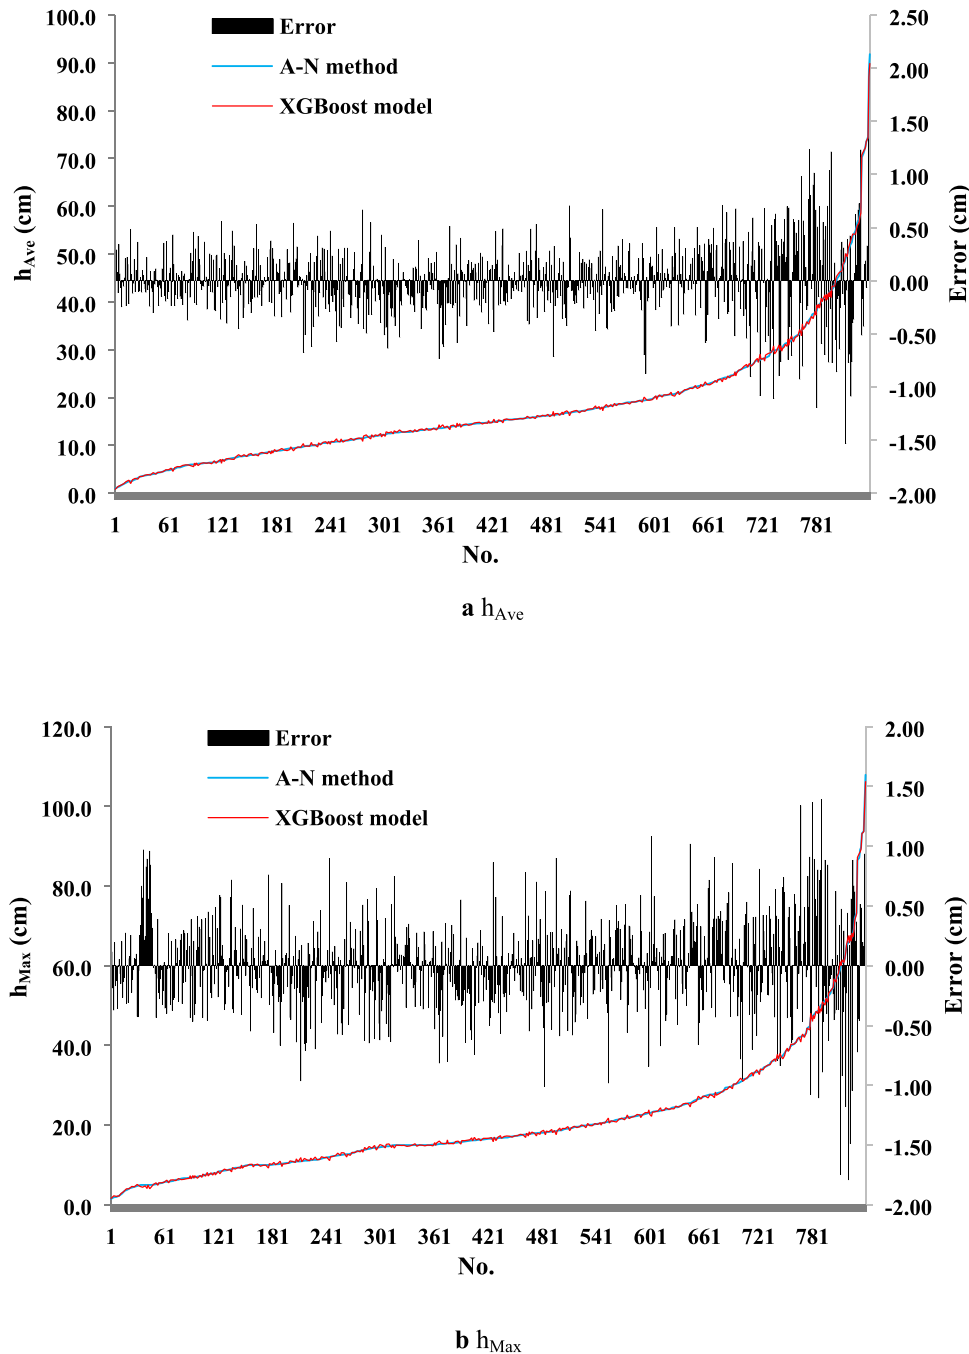 100.0
90.0
80.0
70.0
60.0
50.0
40.0
30.0
20.0
10.0
0.0
h_Ave (cm)
Error
A-N method
XGBoost model
2.50
2.00
1.50
1.00
0.50
0.00
-0.50
-1.00
-1.50
-2.00
Error (cm)
1 61 121 181 241 301 361 421 481 541 601 661 721 781
No.
a hAve
120.0
100.0
80.0
60.0
40.0
20.0
0.0
hMax (cm)
Error
A-N method
XGBoost model
2.00
1.50
1.00
0.50
0.00
-0.50
-1.00
-1.50
-2.00
Error (cm)
1 61 121 181 241 301 361 421 481 541 601 661 721 781
No.
b hMax